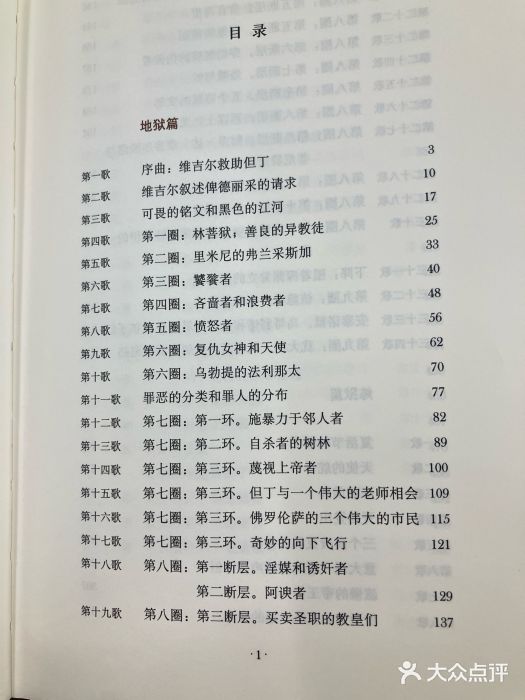 目录
地狱篇
第一歌 序曲：维吉尔救助但丁 3
第二歌 维吉尔叙述俾德丽采的请求 10
第三歌 可畏的铭文和黑色的江河 17
第四歌 第一圈：林菩狱；善良的异教徒 25
第五歌 第二圈：里米尼的弗兰采斯加 33
第六歌 第三圈：饕餮者 40
第七歌 第四圈：吝啬者和浪费者 48
第八歌 第五圈：愤怒者 56
第九歌 第六圈：复仇女神和天使 62
第十歌 第六圈：乌勃提的法利那太 70
第十一歌 罪恶的分类和罪人的分布 77
第十二歌 第七圈：第一环。施暴力于邻人者 82
第十三歌 第七圈：第二环。自杀者的树林 89
第十四歌 第七圈：第三环。蔑视上帝者 100
第十五歌 第七圈：第三环。但丁与一个伟大的老师相会 109
第十六歌 第七圈：第三环。佛罗伦萨的三个伟大的市民 115
第十七歌 第七圈：第三环。奇妙的向下飞行 121
第十八歌 第八圈：第一断层。淫媒和诱奸者
第二断层。阿谀者 129
第十九歌 第八圈：第三断层。买卖圣职的教皇们 137
·1·
大众点评